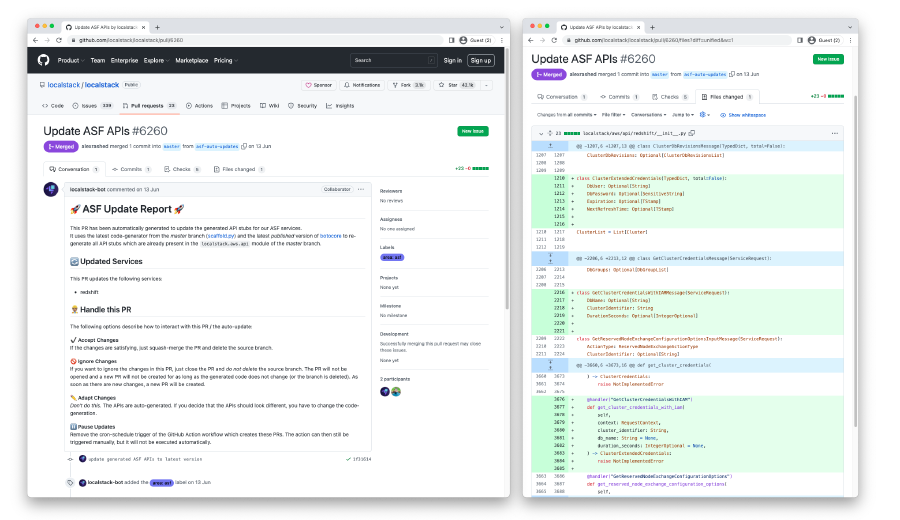 Update ASF APIs by localstack
github.com/localstack/localstack/pull/6260
Guest (2)
Product
Team
Enterprise
Explore
Marketplace
Pricing
Search
Sign in
Sign up
localstack / localstack
Public
Sponsor
Notifications
Fork 3.1k
Star 42.1k
Code
Issues 339
Pull requests 23
Actions
Projects
Wiki
Security
Insights
Update ASF APIs #6260
New issue
Merged
alexrashed merged 1 commit into master from asf-auto-updates on 13 Jun
Conversation 1
Commits 1
Checks 5
Files changed 1
+23 −0
localstack-bot commented on 13 Jun
Collaborator
🚀 ASF Update Report 🚀
This PR has been automatically generated to update the generated API stubs for our ASF services.
It uses the latest code-generator from the master branch (scaffold.py) and the latest published version of botocore to re-
generate all API stubs which are already present in the localstack.aws.api module of the master branch.
Updated Services
This PR updates the following services:
• redshift
Handle this PR
The following options describe how to interact with this PR / the auto-update:
✔️ Accept Changes
If the changes are satisfying, just squash-merge the PR and delete the source branch.
🚫 Ignore Changes
If you want to ignore the changes in this PR, just close the PR and do not delete the source branch. The PR will not be
opened and a new PR will not be created for as long as the generated code does not change (or the branch is deleted). As
soon as there are new changes, a new PR will be created.
✏️ Adapt Changes
Don't do this. The APIs are auto-generated. If you decide that the APIs should look different, you have to change the code-
generation.
⏸️ Pause Updates
Remove the cron-schedule trigger of the GitHub Action workflow which creates these PRs. The action can then still be
triggered manually, but it will not be executed automatically.
update generated ASF APIs to latest version
localstack-bot added the area: asf label on 13 Jun
Reviewers
No reviews
Assignees
No one assigned
Labels
area: asf
Projects
None yet
Milestone
No milestone
Development
Successfully merging this pull request may close
these issues.
None yet
2 participants
Update ASF APIs by localstack
github.com/localstack/localstack/pull/6260/files?diff=unified&w=1
Guest (2)
Update ASF APIs #6260
New issue
Merged
alexrashed merged 1 commit into master from asf-auto-updates on 13 Jun
Conversation 1
Commits 1
Checks 5
Files changed 1
+23 −0
Changes from all commits
File filter
Conversations
Jump to
Show whitespace
23 localstack/aws/api/redshift/__init__.py
@@ -1207,6 +1207,13 @@ class ClusterDbRevisionsMessage(TypedDict, total=False):
1207 1207 ClusterDbRevisions: Optional[ClusterDbRevisionsList]
1208 1208
1209 1209
1210 + class ClusterExtendedCredentials(TypedDict, total=False):
1211 + DbUser: Optional[String]
1212 + DbPassword: Optional[SensitiveString]
1213 + Expiration: Optional[TStamp]
1214 + NextRefreshTime: Optional[TStamp]
1215 +
1216 +
1210 1217 ClusterList = List[Cluster]
1211 1218
1212 1219
@@ -2206,6 +2213,12 @@ class GetClusterCredentialsMessage(ServiceRequest):
2206 2213 DbGroups: Optional[DbGroupList]
2207 2214
2208 2215
2216 + class GetClusterCredentialsWithIAMMessage(ServiceRequest):
2217 + DbName: Optional[String]
2218 + ClusterIdentifier: String
2219 + DurationSeconds: Optional[IntegerOptional]
2220 +
2221 +
2209 2222 class GetReservedNodeExchangeConfigurationOptionsInputMessage(ServiceRequest):
2210 2223 ActionType: ReservedNodeExchangeActionType
2211 2224 ClusterIdentifier: Optional[String]
@@ -3660,6 +3673,16 @@ def get_cluster_credentials(
3660 3673 ) -> ClusterCredentials:
3661 3674 raise NotImplementedError
3662 3675
3676 + @handler("GetClusterCredentialsWithIAM")
3677 + def get_cluster_credentials_with_iam(
3678 + self,
3679 + context: RequestContext,
3680 + cluster_identifier: String,
3681 + db_name: String = None,
3682 + duration_seconds: IntegerOptional = None,
3683 + ) -> ClusterExtendedCredentials:
3684 + raise NotImplementedError
3685 +
3663 3686 @handler("GetReservedNodeExchangeConfigurationOptions")
3664 3687 def get_reserved_node_exchange_configuration_options(
3665 3688 self,